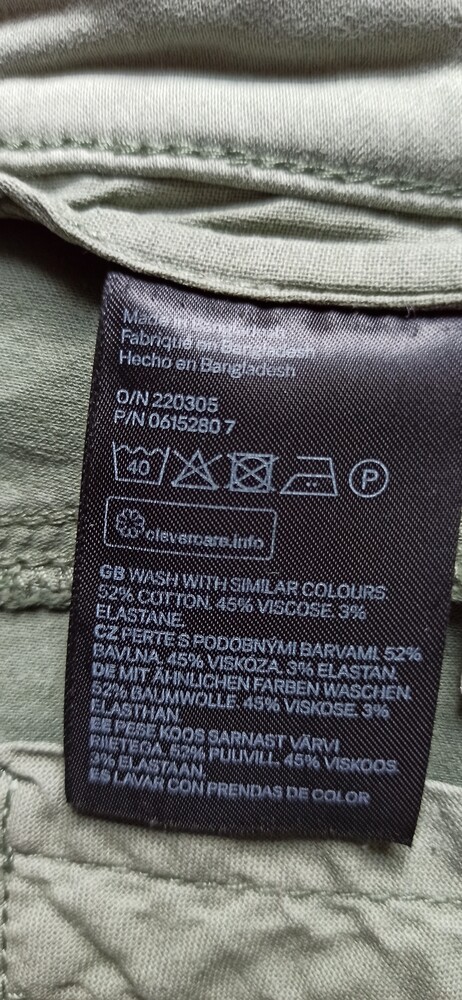 Made in Bangladesh
Fabriqué en Bangladesh
Hecho en Bangladesh
O/N 220305
P/N 0615280 7
40
P
clevercare.info
GB WASH WITH SIMILAR COLOURS.
52% COTTON. 45% VISCOSE. 3%
ELASTANE.
CZ PERTE S PODOBNÝMI BARVAMI. 52%
BAVLNA. 45% VISKÓZA. 3% ELASTAN.
DE MIT ÄHNLICHEN FARBEN WASCHEN.
52% BAUMWOLLE. 45% VISKOSE. 3%
ELASTHAN.
EE PESE KOOS SARNAST VÄRVI
RIIETEGA. 52% PUUVILL. 45% VISKOOS.
3% ELASTAAN.
ES LAVAR CON PRENDAS DE COLOR